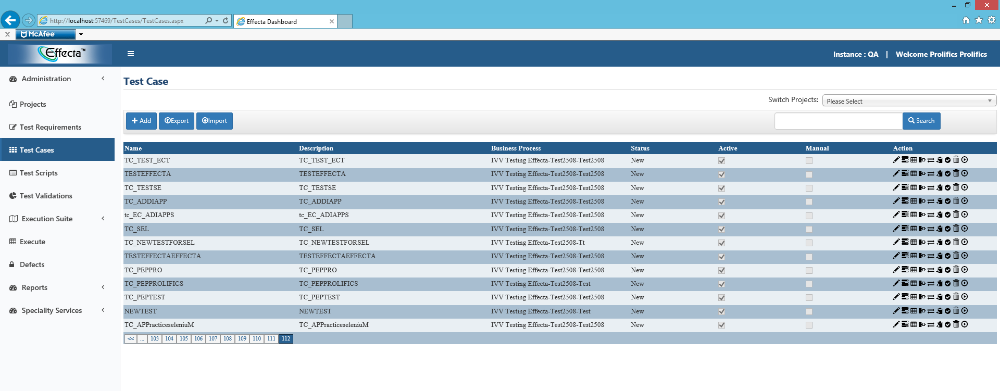 http://localhost:57469/TestCases/TestCases.aspx
Effecta Dashboard
McAfee
Effecta™
Instance : QA | Welcome Prolifics Prolifics
Administration
Projects
Test Requirements
Test Cases
Test Scripts
Test Validations
Execution Suite
Execute
Defects
Reports
Speciality Services
Test Case
Switch Projects: Please Select
Add Export Import Search
Name Description Business Process Status Active Manual Action
TC_TEST_ECT TC_TEST_ECT IVV Testing Effecta-Test2508-Test2508 New
TESTEFFECTA TESTEFFECTA IVV Testing Effecta-Test2508-Test2508 New
TC_TESTSE TC_TESTSE IVV Testing Effecta-Test2508-Test2508 New
TC_ADDIAPP TC_ADDIAPP IVV Testing Effecta-Test2508-Test2508 New
tc_EC_ADIAPPS tc_EC_ADIAPPS IVV Testing Effecta-Test2508-Test2508 New
TC_SEL TC_SEL IVV Testing Effecta-Test2508-Test2508 New
TC_NEWTESTFORSEL TC_NEWTESTFORSEL IVV Testing Effecta-Test2508-Tt New
TESTEFFECTAEFFECTA TESTEFFECTAEFFECTA IVV Testing Effecta-Test2508-Test2508 New
TC_PEPPRO TC_PEPPRO IVV Testing Effecta-Test2508-Test2508 New
TC_PEPPROLIFICS TC_PEPPROLIFICS IVV Testing Effecta-Test2508-Test New
TC_PEPTEST TC_PEPTEST IVV Testing Effecta-Test2508-Test2508 New
NEWTEST NEWTEST IVV Testing Effecta-Test2508-Test New
TC_APPracticeseleniuM TC_APPracticeseleniuM IVV Testing Effecta-Test2508-Test2508 New
<< ... 103 104 105 106 107 108 109 110 111 112